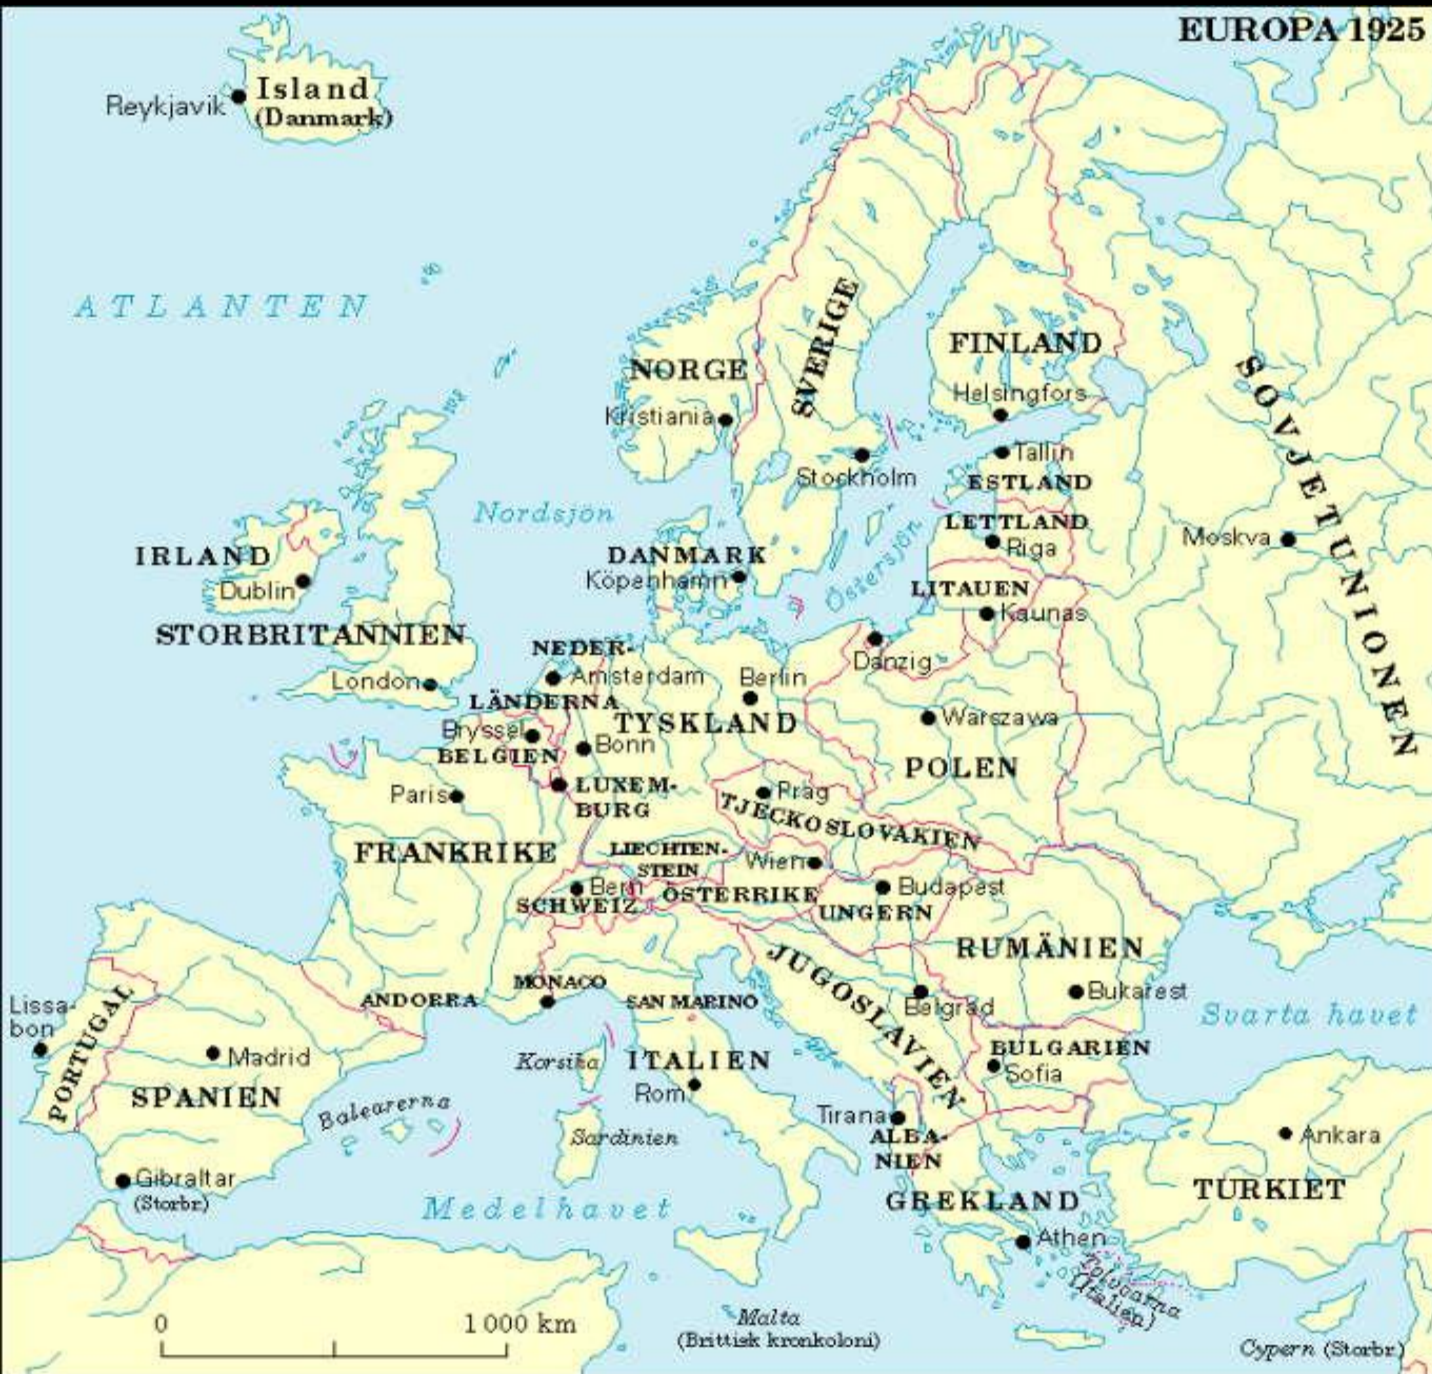 EUROPA 1925
Island
(Danmark)
Reykjavik
ATLANTEN
SVERIGE
FINLAND
NORGE
Helsingfors
Kristiania
SOVJETUNIONEN
Tallin
Stockholm
ESTLAND
Nordsjön
LETTLAND
Riga
Moskva
IRLAND
DANMARK
Köpenhamn
Östersjön
Dublin
LITAUEN
Kaunas
STORBRITANNIEN
NEDER-
LÄNDERNA
Danzig
London
Amsterdam
Berlin
Bryssel
TYSKLAND
Warszawa
BELGIEN
Bonn
POLEN
Paris
LUXEM-
BURG
Prag
TJECKOSLOVAKIEN
FRANKRIKE
LIECHTEN-
STEIN
Wien
Bern
SCHWEIZ
ÖSTERRIKE
Budapest
UNGERN
RUMÄNIEN
JUGOSLAVIEN
MONACO
ANDORRA
SAN MARINO
Belgrad
Bukarest
Lissa-
bon
PORTUGAL
Svarta havet
Madrid
SPANIEN
Korsika
ITALIEN
Rom
BULGARIEN
Sofia
Balearerna
Sardinien
Tirana
ALBA-
NIEN
Ankara
TURKIET
Gibraltar
(Storbr.)
Medelhavet
GREKLAND
Athen
Tolvöarna
(Italien)
Malta
(Brittisk kronkoloni)
Cypern (Storbr.)
0 1 000 km